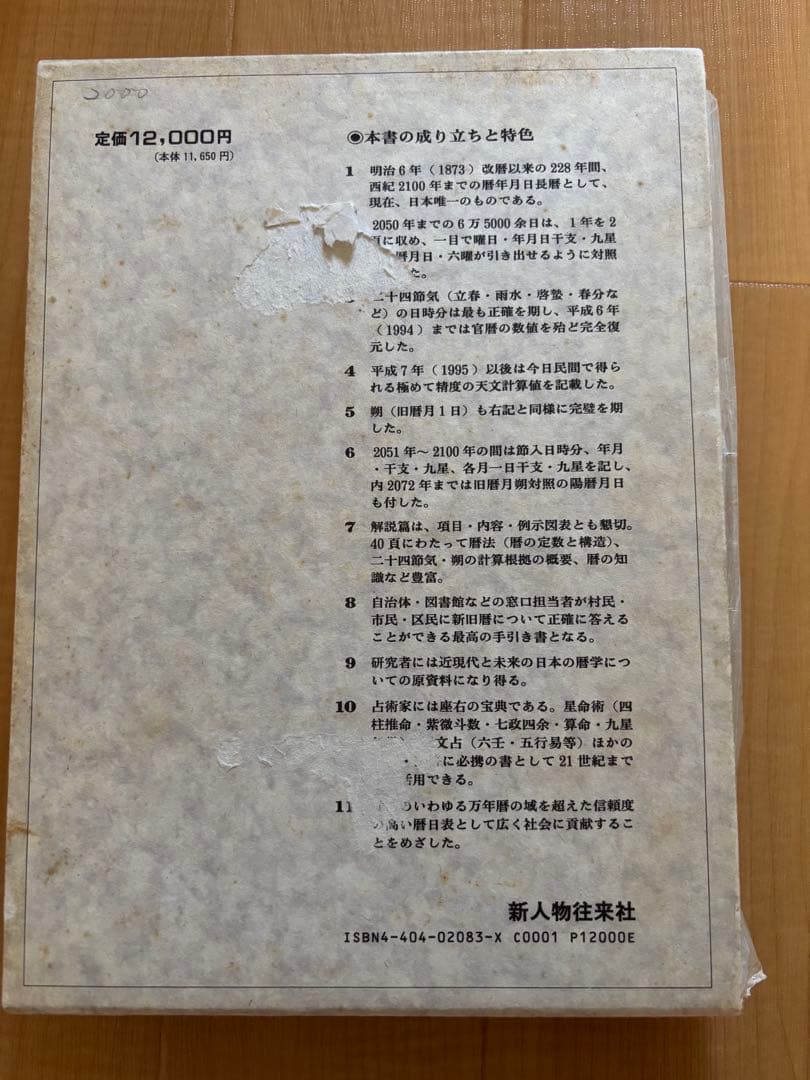 2000
定価12,000円
(本体11,650円)
◉本書の成り立ちと特色
1 明治6年(1873)改暦以来の228年間、
西紀2100年までの暦年月日長暦として、
現在、日本唯一のものである。
2050年までの6万5000余日は、1年を2
頁に収め、一目で曜日・年月日干支・九星
暦月日・六曜が引き出せるように対照
た。
二十四節気(立春・雨水・啓蟄・春分な
ど)の日時分は最も正確を期し、平成6年
(1994)までは官暦の数値を殆ど完全復
元した。
4 平成7年(1995)以後は今日民間で得ら
れる極めて精度の天文計算値を記載した。
5 朔(旧暦月1日)も右記と同様に完璧を期
した。
6 2051年〜2100年の間は節入日時分、年月
・干支・九星、各月一日干支・九星を記し、
内2072年までは旧暦月朔対照の陽暦月日
も付した。
7 解説篇は、項目・内容・例示図表とも懇切。
40頁にわたって暦法(暦の定数と構造)、
二十四節気・朔の計算根拠の概要、暦の知
識など豊富。
8 自治体・図書館などの窓口担当者が村民・
市民・区民に新旧暦について正確に答える
ことができる最高の手引き書となる。
9 研究者には近現代と未来の日本の暦学につ
いての原資料になり得る。
10 占術家には座右の宝典である。星命術(四
柱推命・紫微斗数・七政四余・算命・九星
文占(六壬・五行易等)ほかの
・に必携の書として21世紀まで
用できる。
11 いわゆる万年暦の域を超えた信頼度
の高い暦日表として広く社会に貢献するこ
とをめざした。
新人物往来社
ISBN4-404-02083-X C0001 P12000E